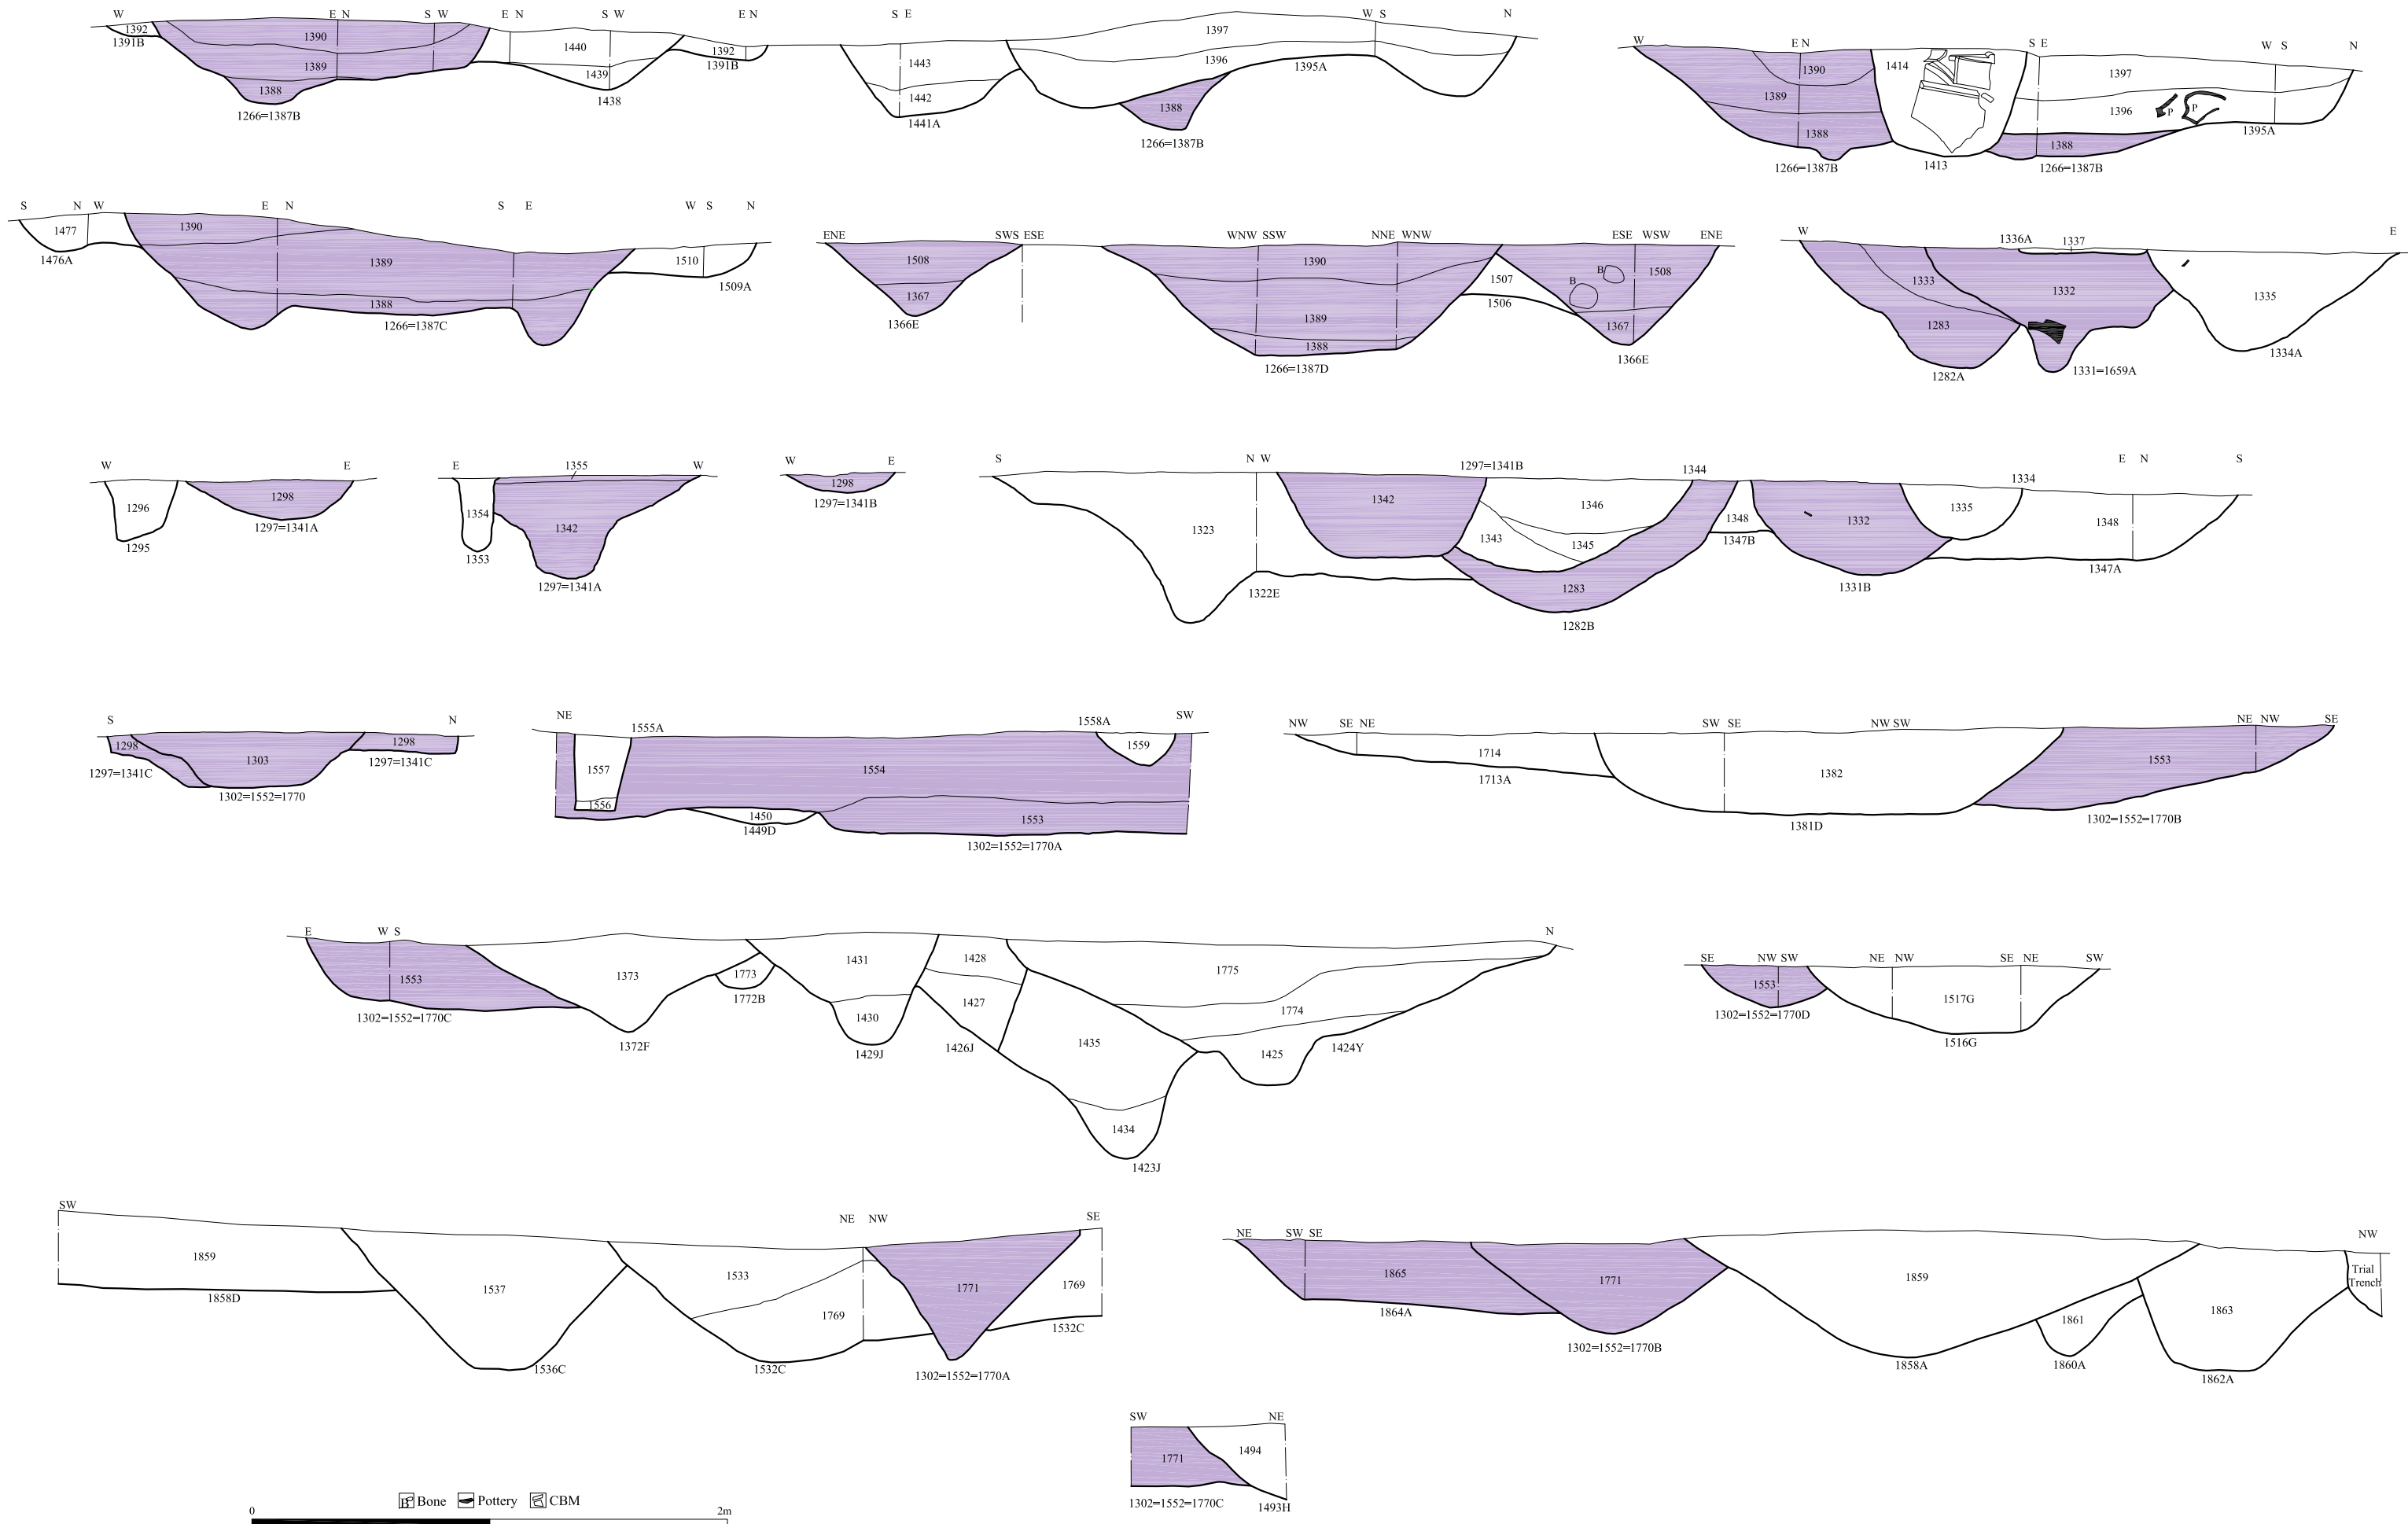 W E N S W E N S W E N S E W S N
1392 1390 1440 1392 1443 1397
1391B 1389 1439 1391B 1442 1396 1395A
1388 1438 1441A 1388
1266=1387B 1266=1387B
W E N S E W S N
1390 1414 1397
1389 1396 P P
1388 1388 1395A
1266=1387B 1413 1266=1387B
S N W E N S E W S N
1477 1390 1389 1510
1476A 1388 1509A
1266=1387C
ENE SWS ESE WNW SSW NNE WNW ESE WSW ENE
1508 1390 1507 B B 1508
1367 1389 1506 1367
1366E 1388 1366E
1266=1387D
W 1336A 1337 E
1333 1332 1335
1283
1282A 1331=1659A 1334A
W E
1296 1298
1295 1297=1341A
E 1355 W
1354 1342
1353 1297=1341A
W E
1298
1297=1341B
S N W 1297=1341B 1344 1334 E N S
1342 1346 1348 1332 1335 1348
1323 1343 1345 1347B
1322E 1283 1331B 1347A
1282B
S N
1298 1303 1298
1297=1341C 1297=1341C
1302=1552=1770
NE 1555A 1558A SW
1557 1554 1559
1556 1450 1553
1449D 1302=1552=1770A
NW SE NE SW SE NW SW NE NW SE
1714 1382 1553
1713A 1381D 1302=1552=1770B
E W S N
1553 1373 1773 1431 1428 1775
1302=1552=1770C 1772B 1430 1427 1774
1372F 1429J 1426J 1435 1425 1424Y
1434
1423J
SE NW SW NE NW SE NE SW
1553 1517G
1302=1552=1770D 1516G
SW NE NW SE
1859 1537 1533 1771 1769
1858D 1769 1532C
1536C 1532C 1302=1552=1770A
NE SW SE NW
1865 1771 1859 1861 1863 Trial
Trench
1864A 1302=1552=1770B 1858A 1860A 1862A
SW NE
1771 1494
1302=1552=1770C 1493H
B Bone Pottery CBM
0 2m